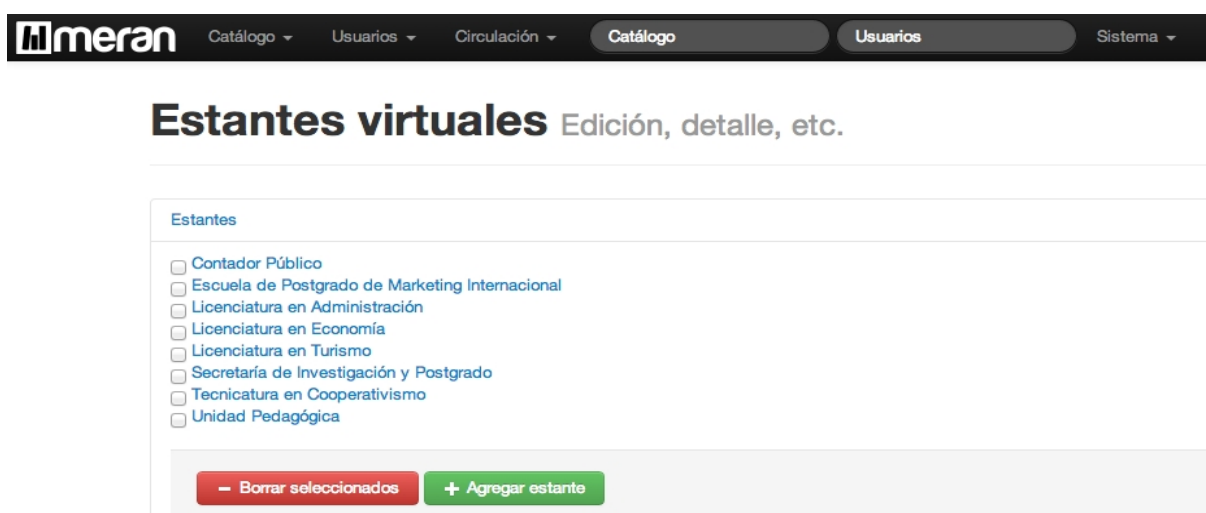 meran Catálogo Usuarios Circulación Catálogo Usuarios Sistema
Estantes virtuales Edición, detalle, etc.
Estantes
Contador Público
Escuela de Postgrado de Marketing Internacional
Licenciatura en Administración
Licenciatura en Economía
Licenciatura en Turismo
Secretaría de Investigación y Postgrado
Tecnicatura en Cooperativismo
Unidad Pedagógica
− Borrar seleccionados + Agregar estante